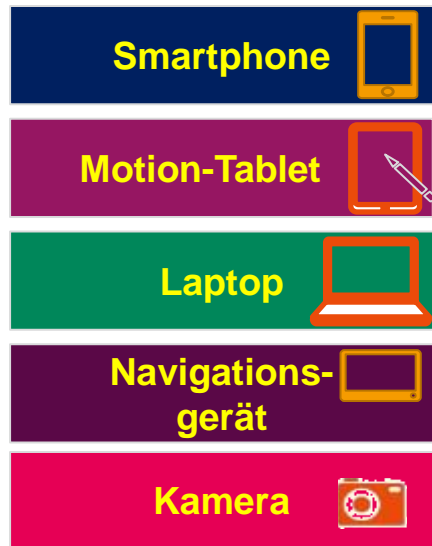 Smartphone
Motion-Tablet
Laptop
Navigations-
gerät
Kamera